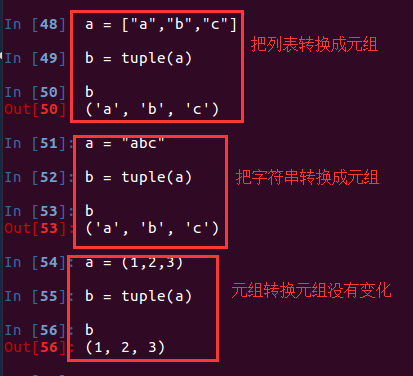 In [48] a = ["a","b","c"]
把列表转换成元组
In [49] b = tuple(a)
In [50] b
Out[50] ('a', 'b', 'c')
In [51]: a = "abc"
In [52]: b = tuple(a)
把字符串转换成元组
In [53]: b
Out[53]: ('a', 'b', 'c')
In [54] a = (1,2,3)
In [55] b = tuple(a)
元组转换元组没有变化
In [56] b
Out[56] (1, 2, 3)